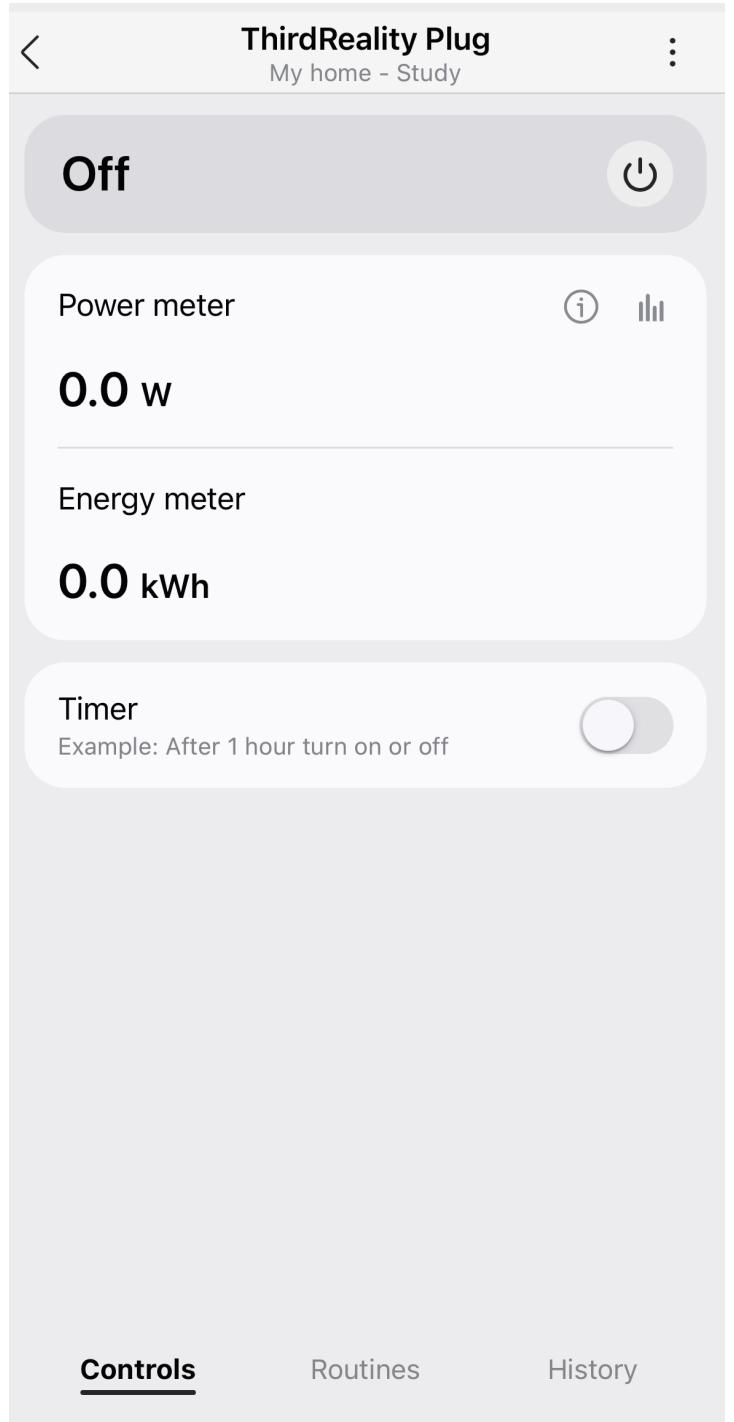 ThirdReality Plug
My home - Study
Off
Power meter
0.0 W
Energy meter
0.0 kWh
Timer
Example: After 1 hour turn on or off
Controls Routines History